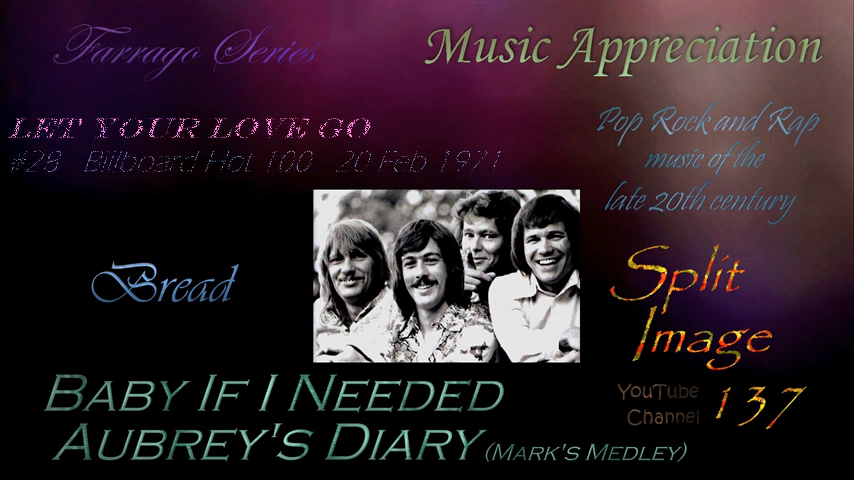 Farrago Series
Music Appreciation
LET YOUR LOVE GO
#28 Billboard Hot 100 20 Feb 1971
Pop Rock and Rap
music of the
late 20th century
Bread
Split
Image
YouTube
Channel
137
BABY IF I NEEDED
AUBREY'S DIARY (MARK'S MEDLEY)